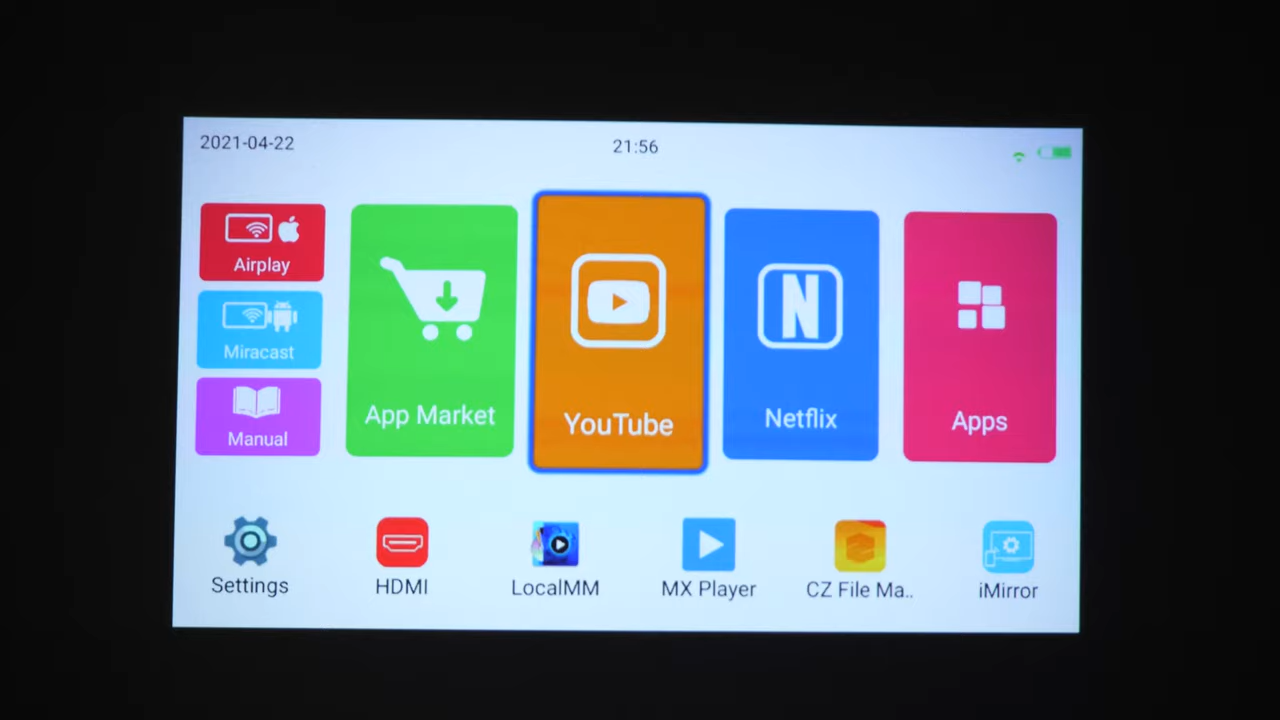 2021-04-22
21:56
Airplay
Miracast
Manual
App Market
YouTube
N
Netflix
Apps
Settings
HDMI
LocalMM
MX Player
CZ File Ma..
iMirror